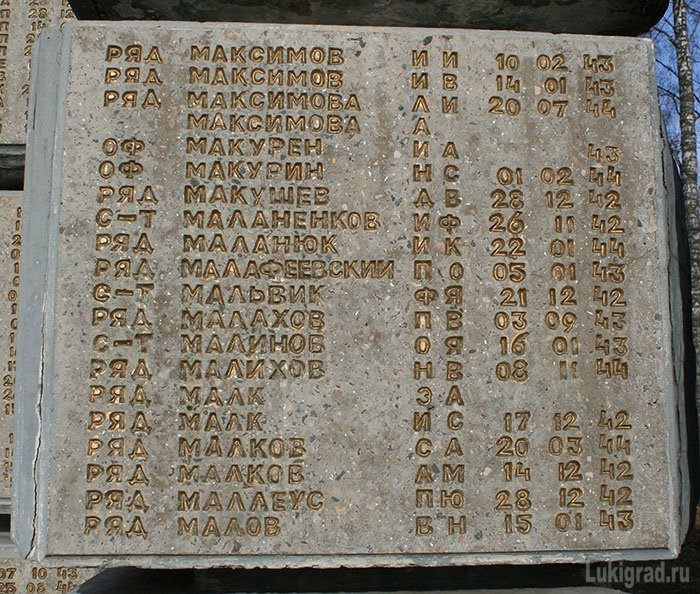 РЯД МАКСИМОВ И И 10 02 43
РЯД МАКСИМОВ И В 14 01 43
РЯД МАКСИМОВА Л И 20 07 44
МАКСИМОВА А
ОФ МАКУРЕН И А 43
ОФ МАКУРИН Н С 01 02 44
РЯД МАКУШЕВ Д В 28 12 42
С-Т МАЛАНЕНКОВ И Ф 26 11 42
РЯД МАЛАНЮК И К 22 01 44
РЯД МАЛАФЕЕВСКИЙ П О 05 01 43
С-Т МАЛЬВИК Ф Я 21 12 42
РЯД МАЛАХОВ П В 03 09 43
С-Т МАЛИНОВ О Я 16 01 43
РЯД МАЛИХОВ Н В 08 11 44
РЯД МАЛК З А
РЯД МАЛК И С 17 12 42
РЯД МАЛКОВ С А 20 03 44
РЯД МАЛКОВ А М 14 12 42
РЯД МАЛЛЕУС П Ю 28 12 42
РЯД МАЛОВ В Н 15 01 43
07 10 43
Lukigrad.ru